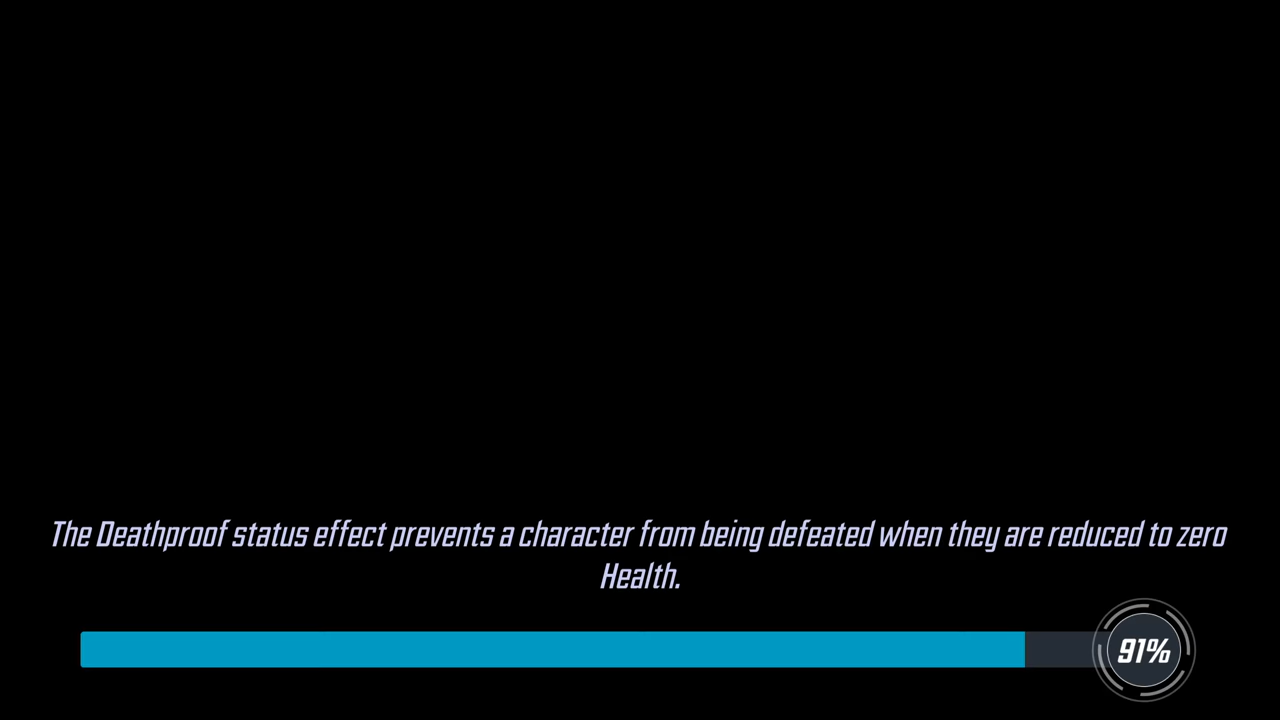 The Deathproof status effect prevents a character from being defeated when they are reduced to zero
Health.
91%